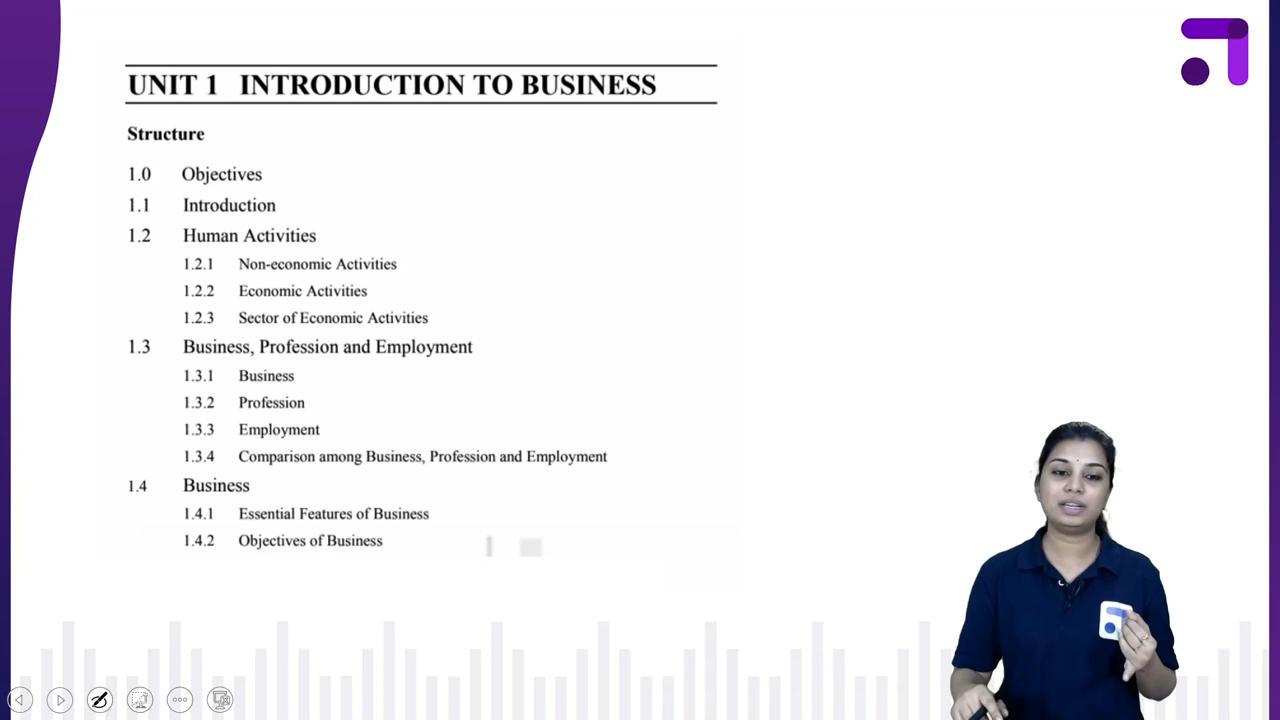 UNIT 1 INTRODUCTION TO BUSINESS
Structure
1.0 Objectives
1.1 Introduction
1.2 Human Activities
1.2.1 Non-economic Activities
1.2.2 Economic Activities
1.2.3 Sector of Economic Activities
1.3 Business, Profession and Employment
1.3.1 Business
1.3.2 Profession
1.3.3 Employment
1.3.4 Comparison among Business, Profession and Employment
1.4 Business
1.4.1 Essential Features of Business
1.4.2 Objectives of Business